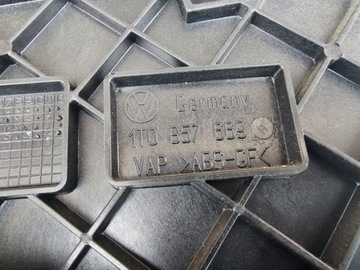 Germany
1T0 857 669
VAP >ABS-GF<